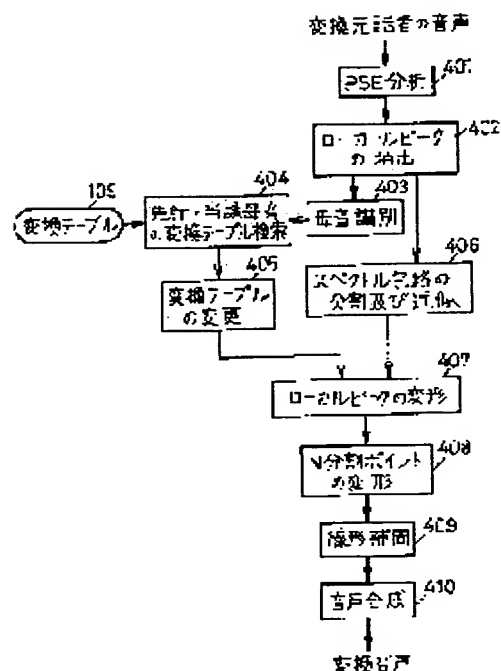 変換元話者の音声
401
PSE分析
402
ローカルピーク
の抽出
404
403
106
変換テーブル
先行・当該母音
の変換テーブル検索
母音識別
405
406
変換テーブル
の変更
スペクトル包絡の
分割及び近似
407
ローカルピークの変形
408
N分割ポイント
の変形
409
線形補間
410
音声合成
変換音声